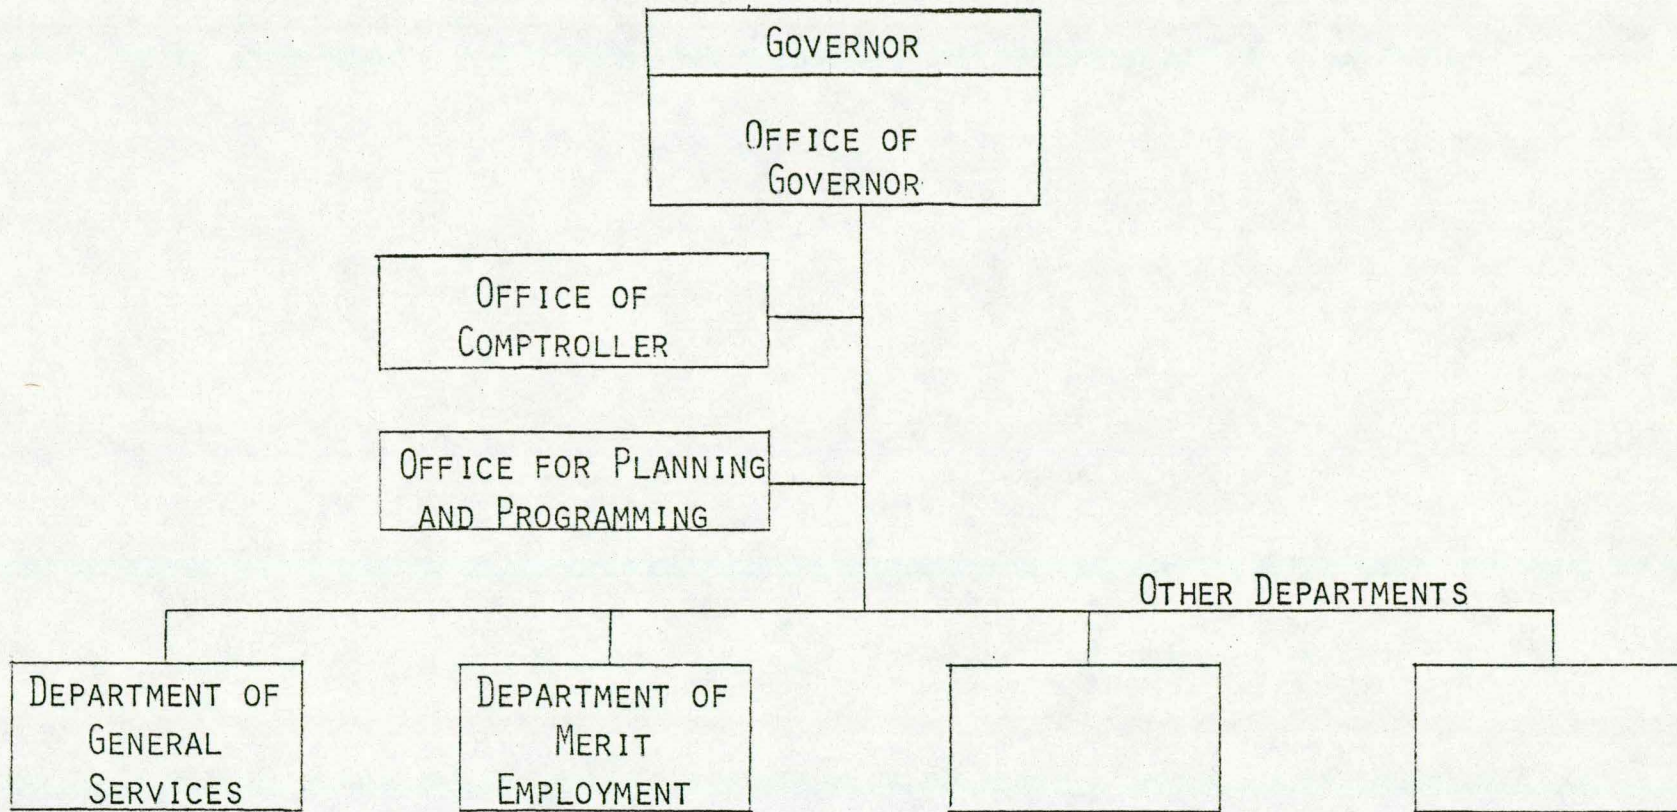 GOVERNOR
OFFICE OF
GOVERNOR
OFFICE OF
COMPTROLLER
OFFICE FOR PLANNING
AND PROGRAMMING
OTHER DEPARTMENTS
DEPARTMENT OF
GENERAL
SERVICES
DEPARTMENT OF
MERIT
EMPLOYMENT